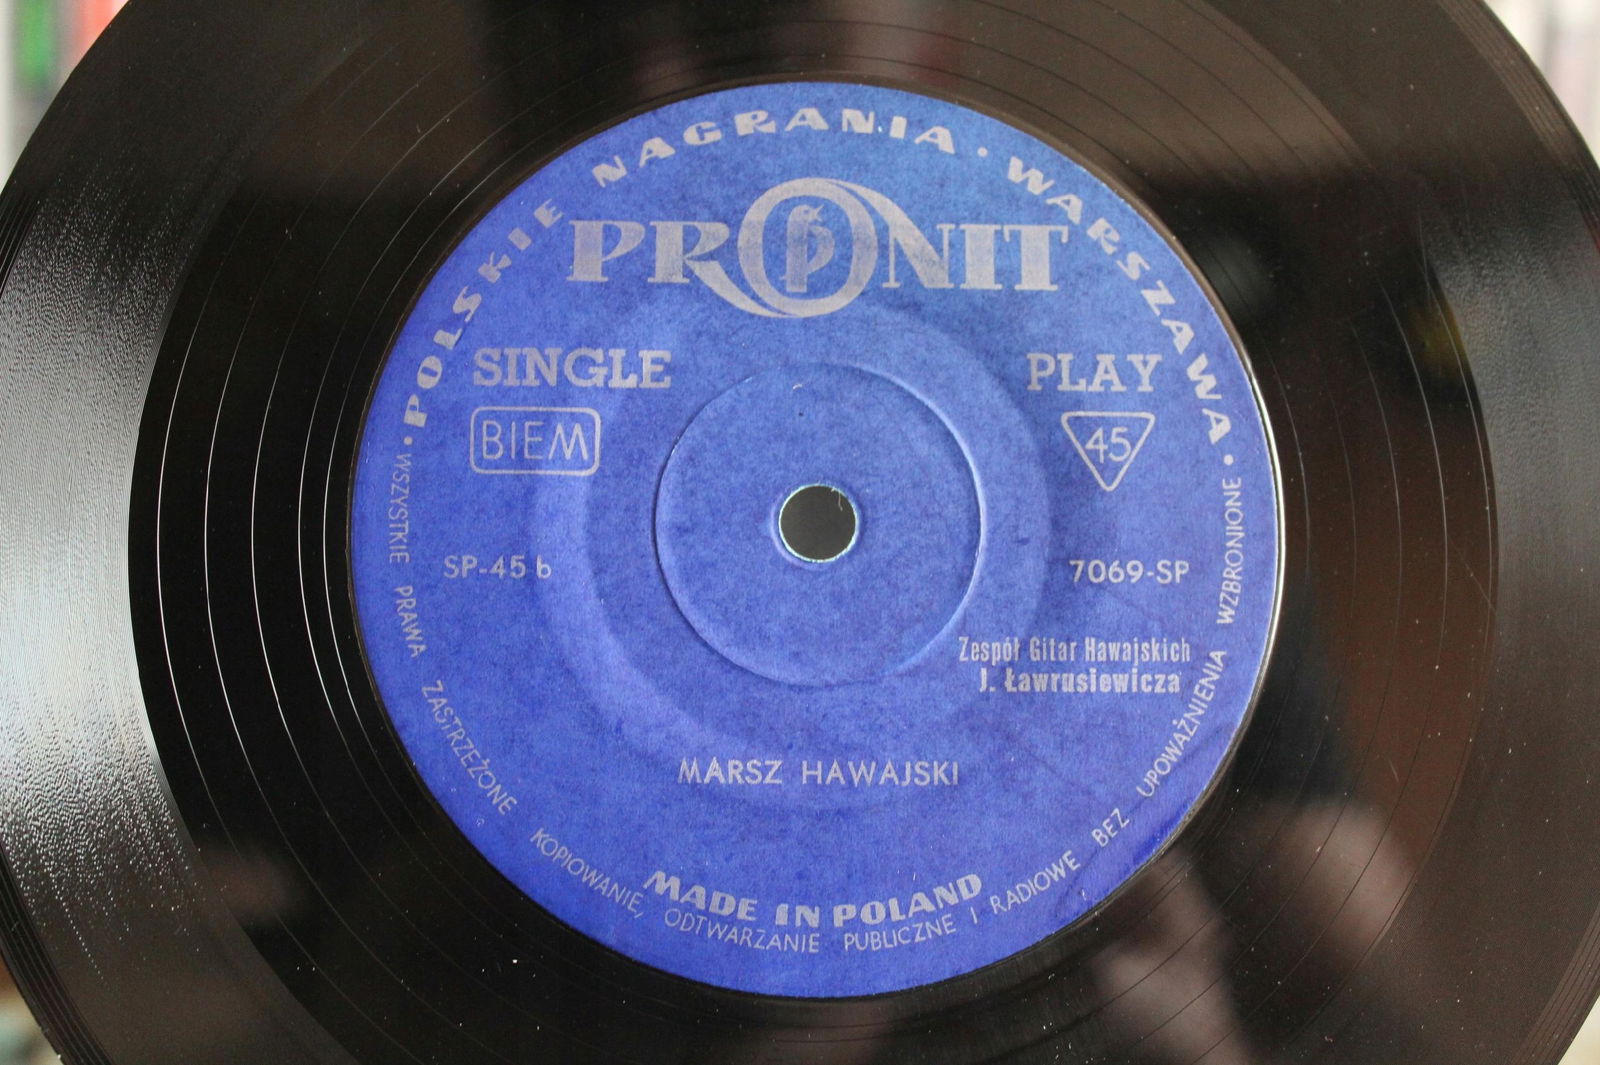 POLSKIE NAGRANIA · WARSZAWA ·
PRONIT
SINGLE PLAY
BIEM 45
SP-45 b 7069-SP
Zespół Gitar Hawajskich
J. Ławrusiewicza
MARSZ HAWAJSKI
MADE IN POLAND
· WSZYSTKIE PRAWA ZASTRZEŻONE KOPIOWANIE, ODTWARZANIE PUBLICZNE I RADIOWE BEZ UPOWAŻNIENIA WZBRONIONE